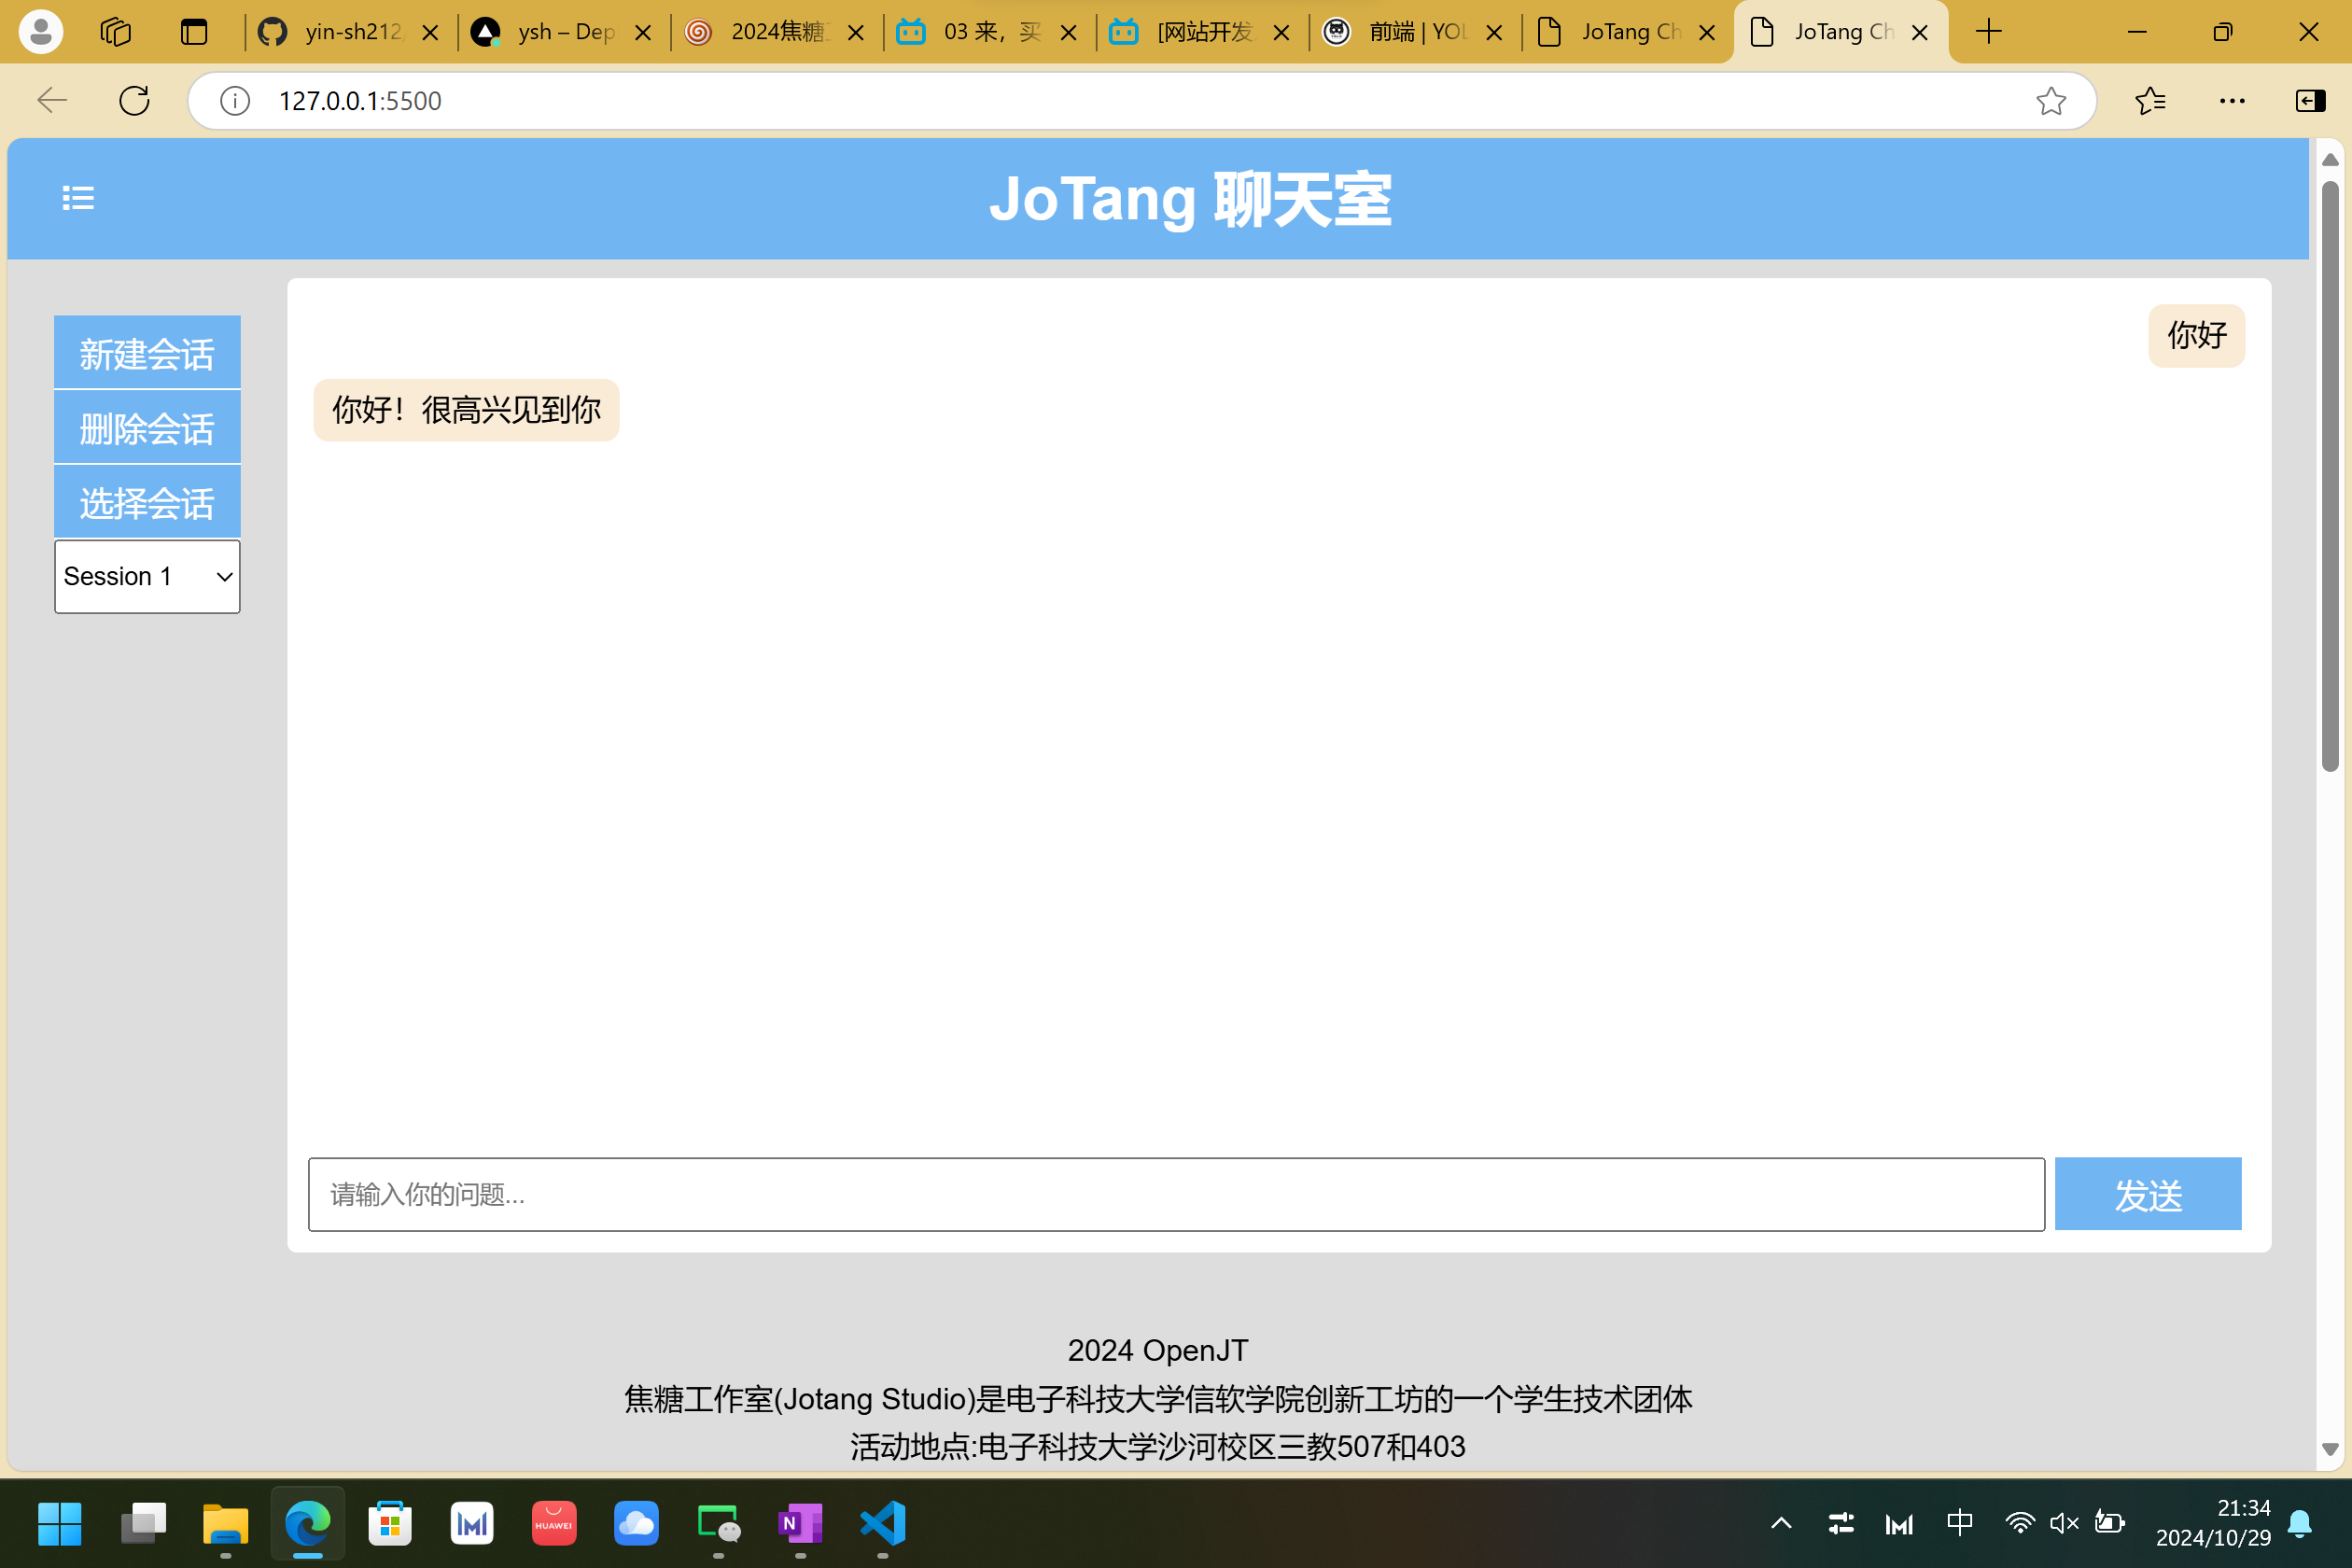 yin-sh212
ysh – Dep
2024焦糖
03 来，买
[网站开发
前端 | YOL
JoTang Ch
JoTang Ch
127.0.0.1:5500
JoTang 聊天室
新建会话
删除会话
选择会话
Session 1
你好
你好！很高兴见到你
请输入你的问题...
发送
2024 OpenJT
焦糖工作室(Jotang Studio)是电子科技大学信软学院创新工坊的一个学生技术团体
活动地点:电子科技大学沙河校区三教507和403
HUAWEI
N
中
21:34
2024/10/29